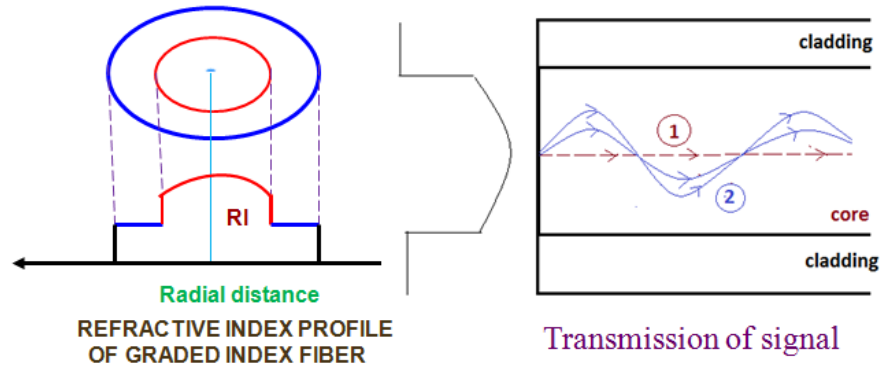 RI
Radial distance
REFRACTIVE INDEX PROFILE
OF GRADED INDEX FIBER
cladding
1
2
core
cladding
Transmission of signal